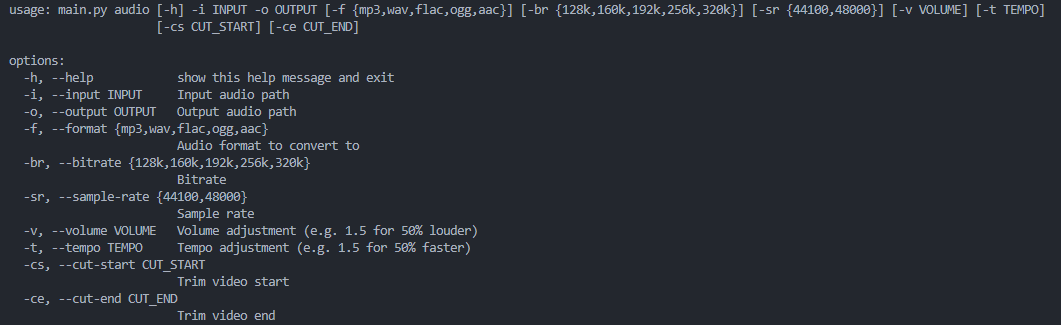 usage: main.py audio [-h] -i INPUT -o OUTPUT [-f {mp3,wav,flac,ogg,aac}] [-br {128k,160k,192k,256k,320k}] [-sr {44100,48000}] [-v VOLUME] [-t TEMPO]
                     [-cs CUT_START] [-ce CUT_END]

options:
  -h, --help            show this help message and exit
  -i, --input INPUT     Input audio path
  -o, --output OUTPUT   Output audio path
  -f, --format {mp3,wav,flac,ogg,aac}
                        Audio format to convert to
  -br, --bitrate {128k,160k,192k,256k,320k}
                        Bitrate
  -sr, --sample-rate {44100,48000}
                        Sample rate
  -v, --volume VOLUME   Volume adjustment (e.g. 1.5 for 50% louder)
  -t, --tempo TEMPO     Tempo adjustment (e.g. 1.5 for 50% faster)
  -cs, --cut-start CUT_START
                        Trim video start
  -ce, --cut-end CUT_END
                        Trim video end